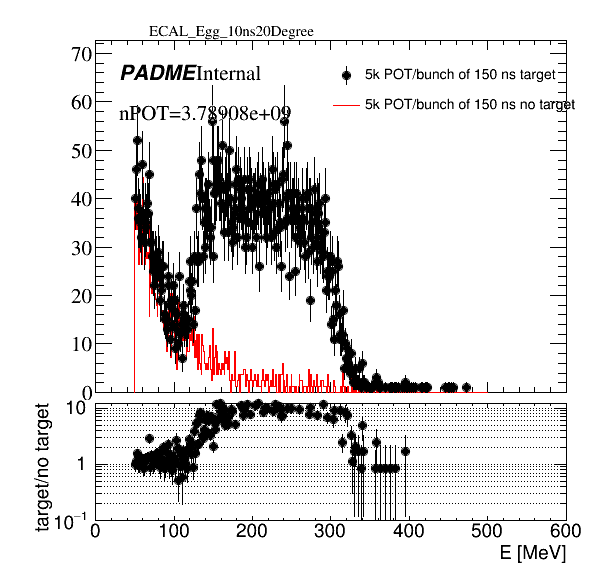 ECAL_Egg_10ns20Degree
PADME Internal
nPOT=3.78908e+09
5k POT/bunch of 150 ns target
5k POT/bunch of 150 ns no target
70
60
50
40
30
20
10
0
target/no target
10
1
10⁻¹
0 100 200 300 400 500 600
E [MeV]